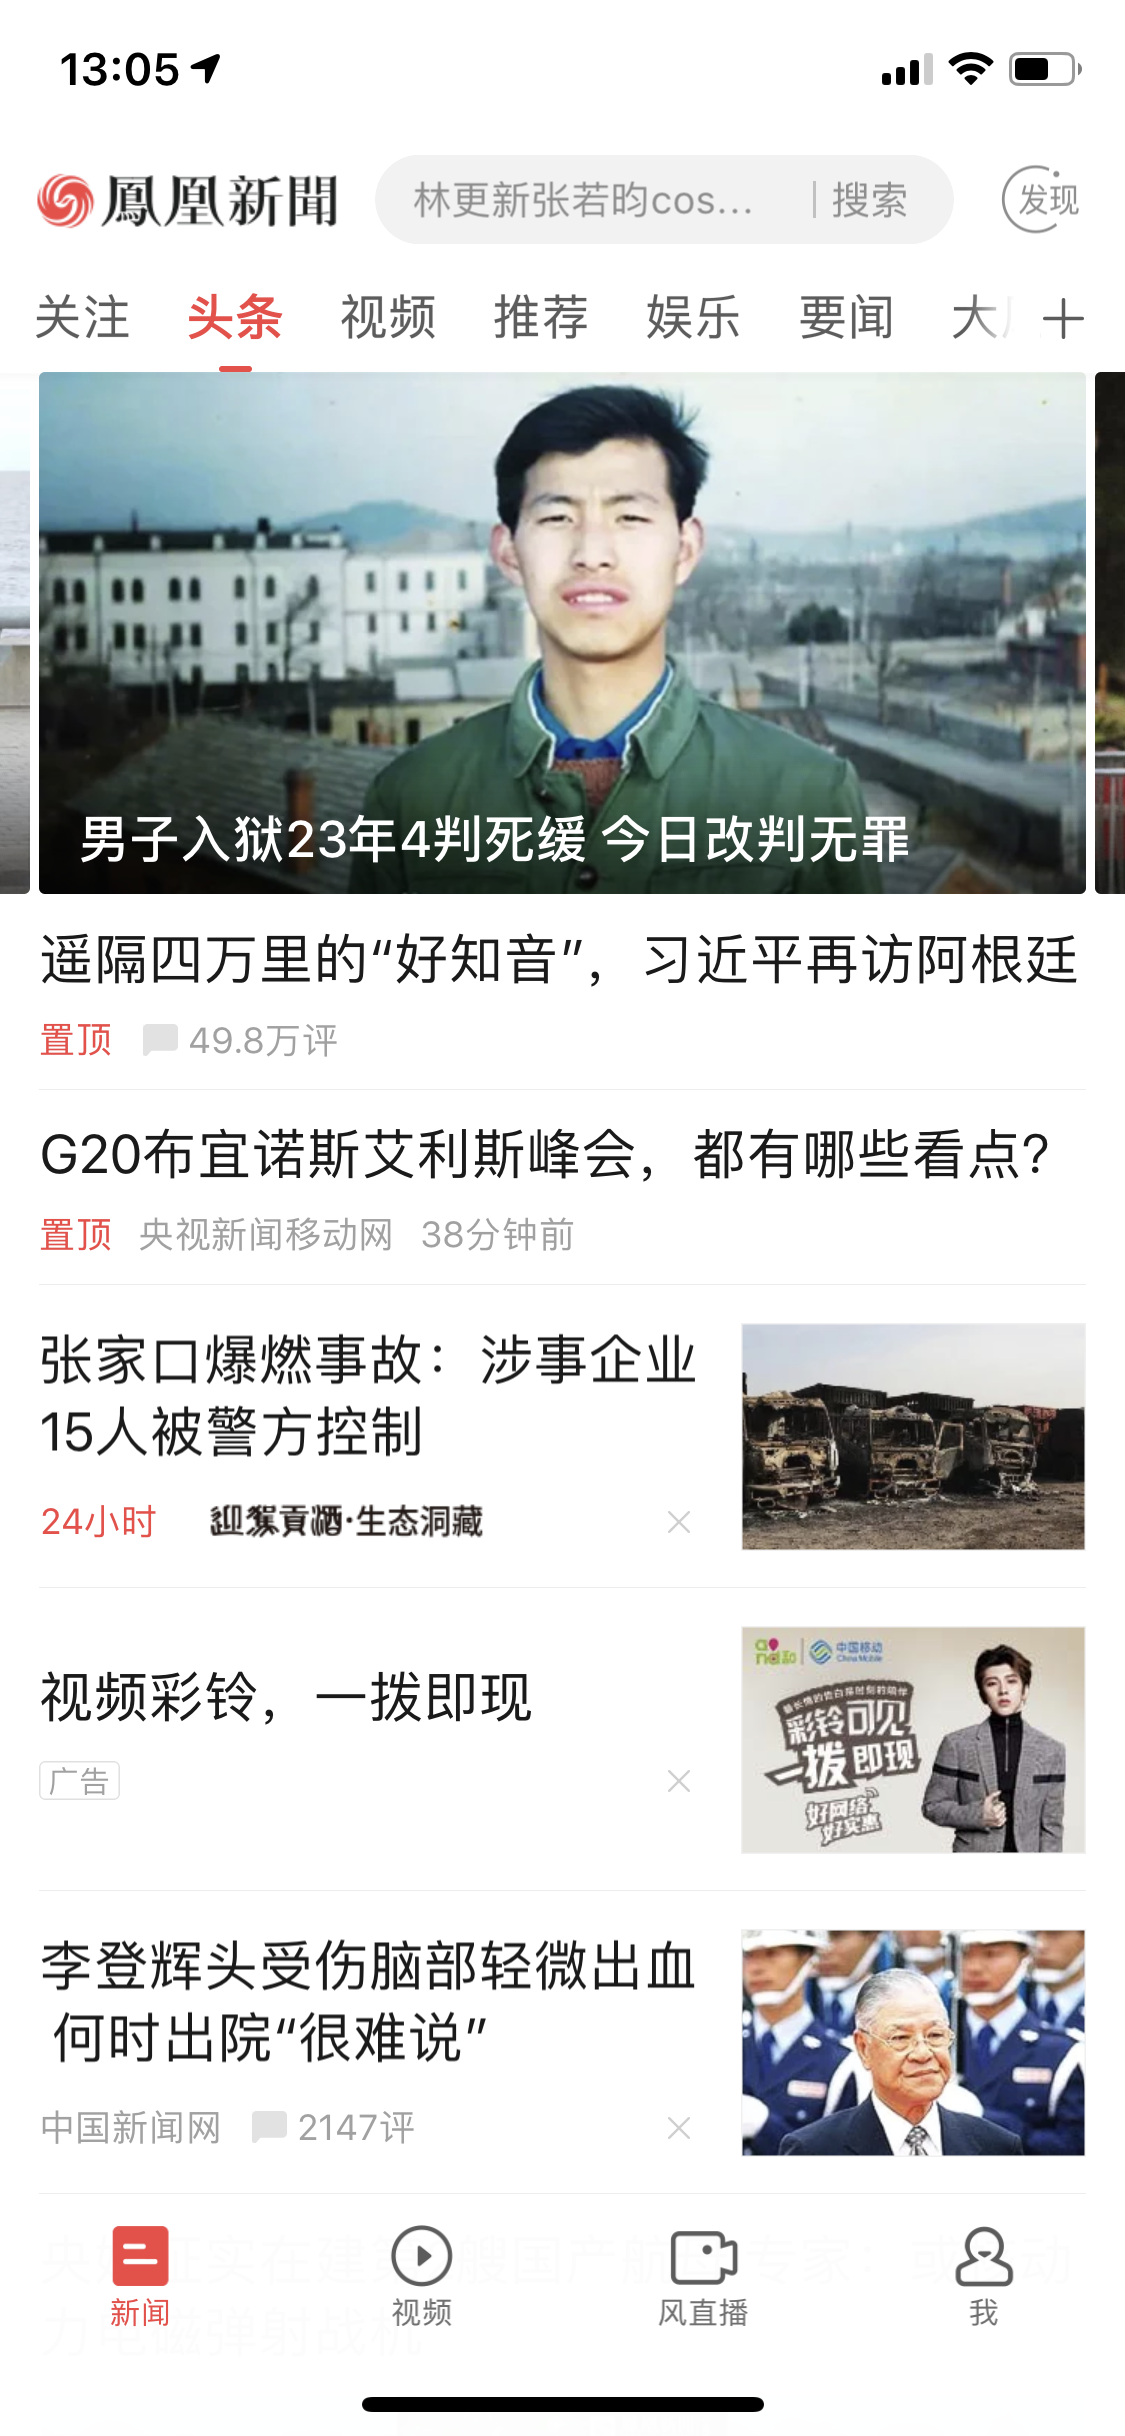 13:05
鳳凰新聞
林更新张若昀cos... | 搜索
发现
关注 头条 视频 推荐 娱乐 要闻 大
男子入狱23年4判死缓 今日改判无罪
遥隔四万里的“好知音”，习近平再访阿根廷
置顶 49.8万评
G20布宜诺斯艾利斯峰会，都有哪些看点?
置顶 央视新闻移动网 38分钟前
张家口爆燃事故：涉事企业
15人被警方控制
24小时 迎驾贡酒·生态洞藏
视频彩铃，一拨即现
广告
and和 中国移动
China Mobile
彩铃可见
一拨即现
好网络
好实惠
李登辉头受伤脑部轻微出血
何时出院“很难说”
中国新闻网 2147评
新闻 视频 风直播 我